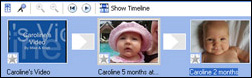 Show Timeline
Caroline's
Video
Caroline's Video
Caroline 5 months at...
Caroline 2 months